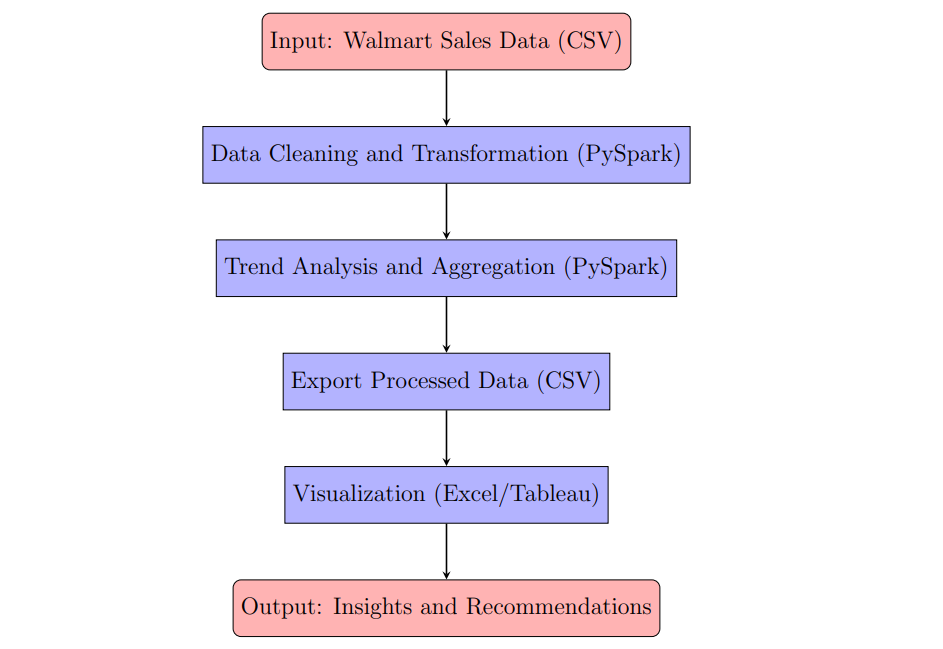 Input: Walmart Sales Data (CSV)
Data Cleaning and Transformation (PySpark)
Trend Analysis and Aggregation (PySpark)
Export Processed Data (CSV)
Visualization (Excel/Tableau)
Output: Insights and Recommendations